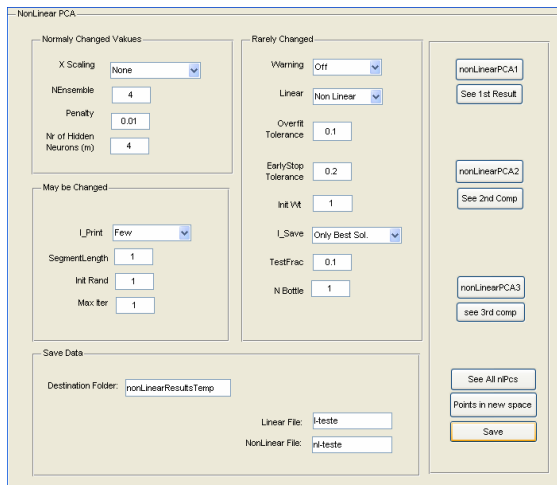 NonLinear PCA
Normaly Changed Values
X Scaling
None
NEnsemble
4
Penalty
0.01
Nr of Hidden
Neurons (m)
4
May be Changed
I_Print
Few
SegmentLength
1
Init Rand
1
Max Iter
1
Rarely Changed
Warning
Off
Linear
Non Linear
Overfit
Tolerance
0.1
EarlyStop
Tolerance
0.2
Init Wt
1
I_Save
Only Best Sol.
TestFrac
0.1
N Bottle
1
nonLinearPCA1
See 1st Result
nonLinearPCA2
See 2nd Comp
nonLinearPCA3
see 3rd comp
See All nlPcs
Points in new space
Save
Save Data
Destination Folder:
nonLinearResultsTemp
Linear File:
l-teste
NonLinear File:
nl-teste